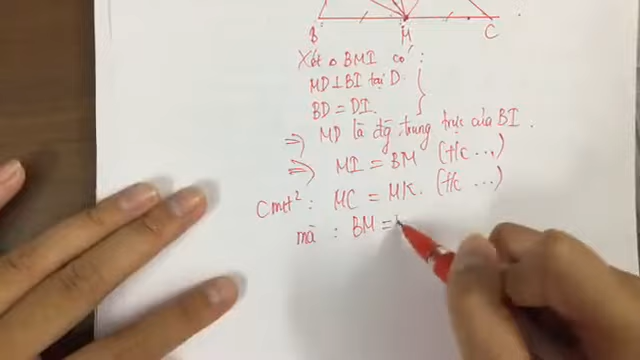 B M C
Xét △ BMI có :
MD ⊥ BI tại D
BD = DI.
=> MD là đg trung trực của BI.
=> MI = BM (t/c ...)
Cmtt² : MC = MK. (t/c ...)
mà : BM =